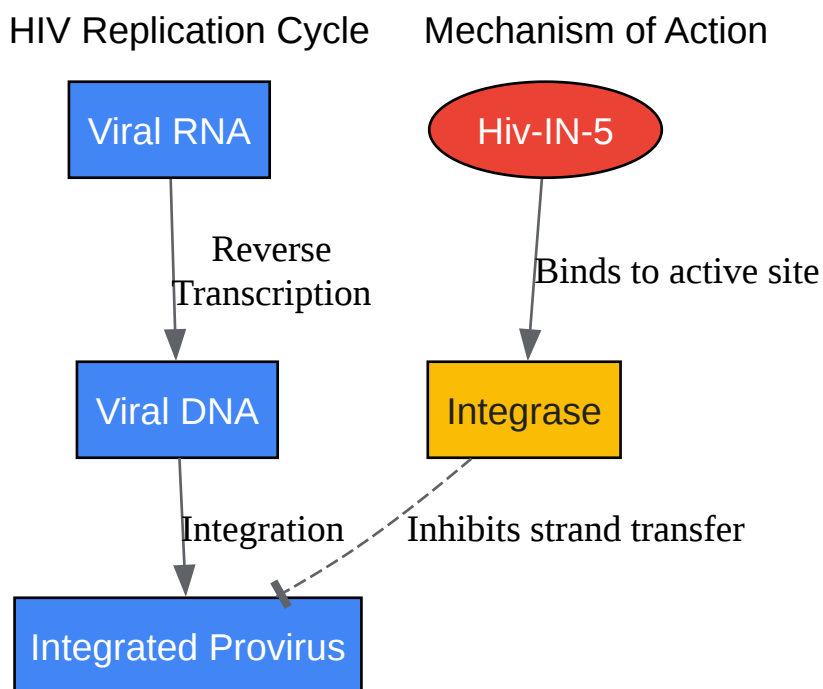 HIV Replication Cycle
Mechanism of Action
Viral RNA
Hiv-IN-5
Reverse
Transcription
Binds to active site
Viral DNA
Integrase
Integration
Inhibits strand transfer
Integrated Provirus